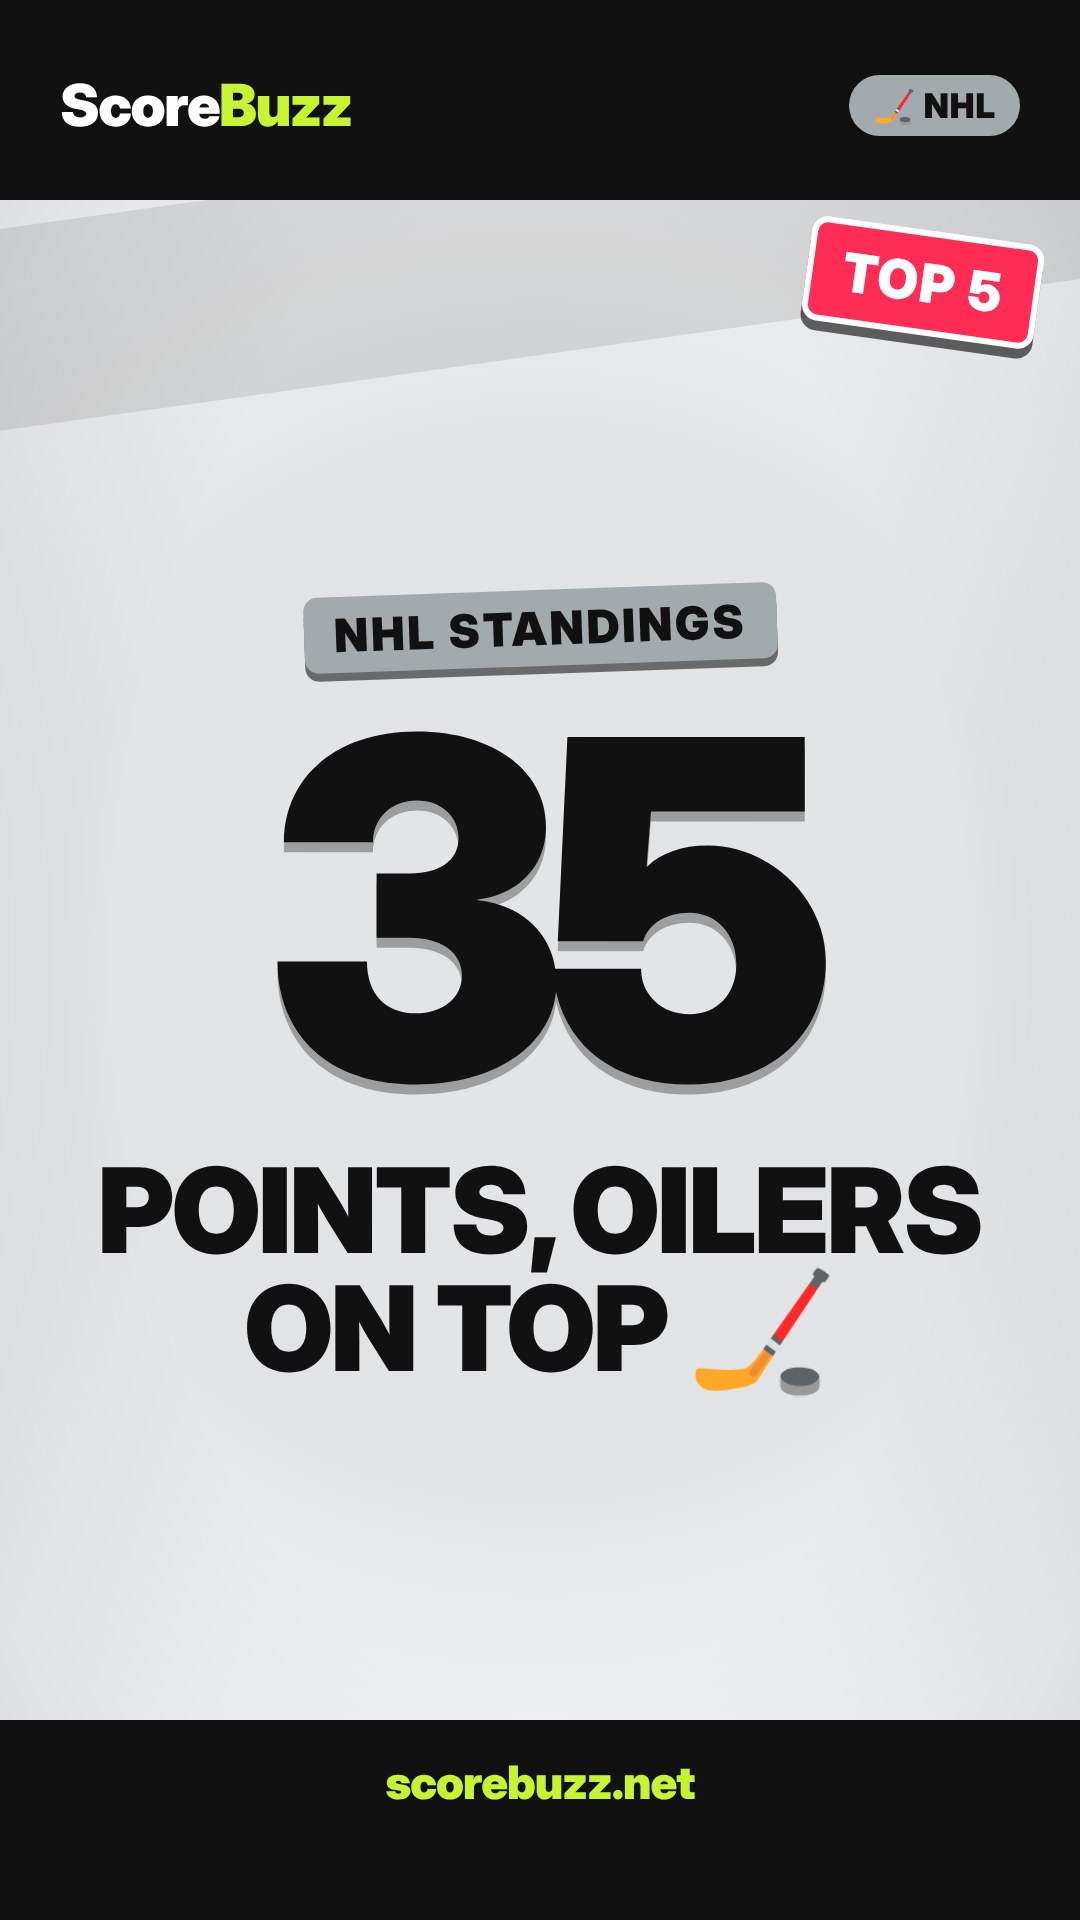 ScoreBuzz
🏒 NHL
TOP 5
NHL STANDINGS
35
POINTS, OILERS
ON TOP 🏒
scorebuzz.net